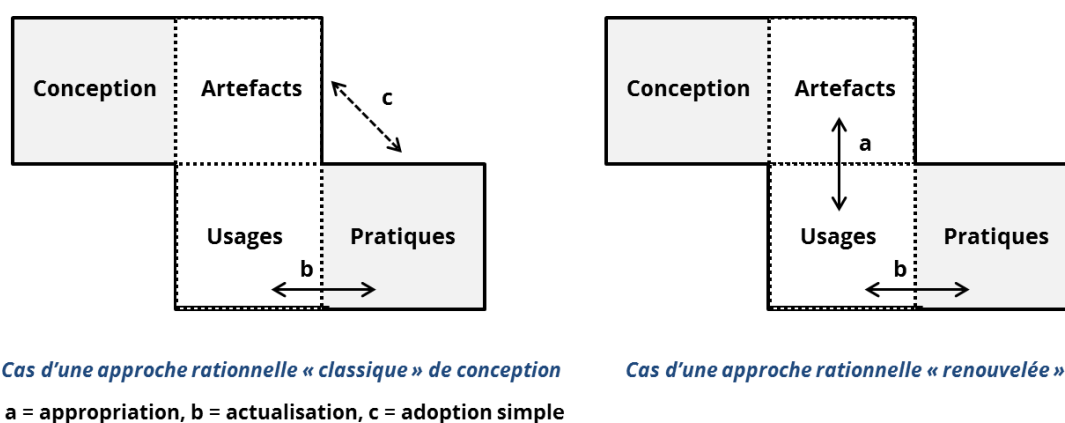 Conception Artefacts
c
Usages Pratiques
b
Conception Artefacts
a
Usages Pratiques
b
Cas d'une approche rationnelle « classique » de conception
Cas d'une approche rationnelle « renouvelée »
a = appropriation, b = actualisation, c = adoption simple